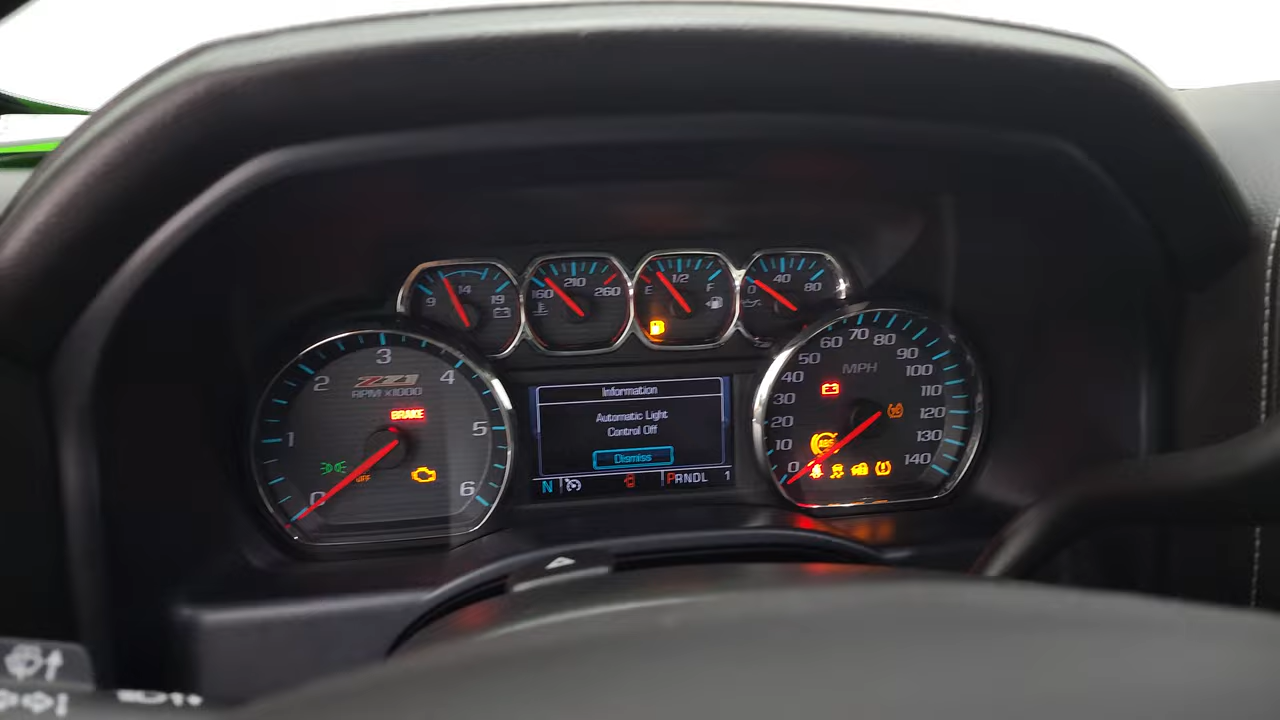 9 14 19
160 210 260
E 1/2 F
0 40 80
Z71
RPM x1000
0 1 2 3 4 5 6
BRAKE
OFF
Information
Automatic Light
Control Off
Dismiss
N
PRNDL 1
MPH
0 10 20 30 40 50 60 70 80 90 100 110 120 130 140
ABS